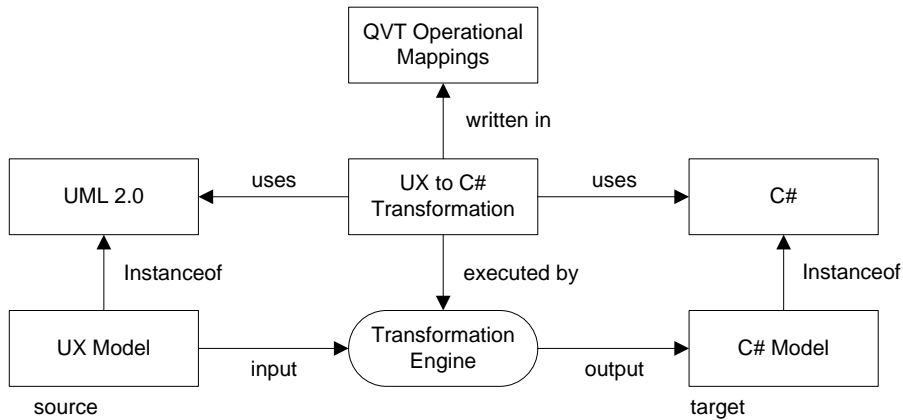 QVT Operational
Mappings
written in
UML 2.0
uses
UX to C#
Transformation
uses
C#
Instanceof
executed by
Instanceof
UX Model
input
Transformation
Engine
output
C# Model
source
target